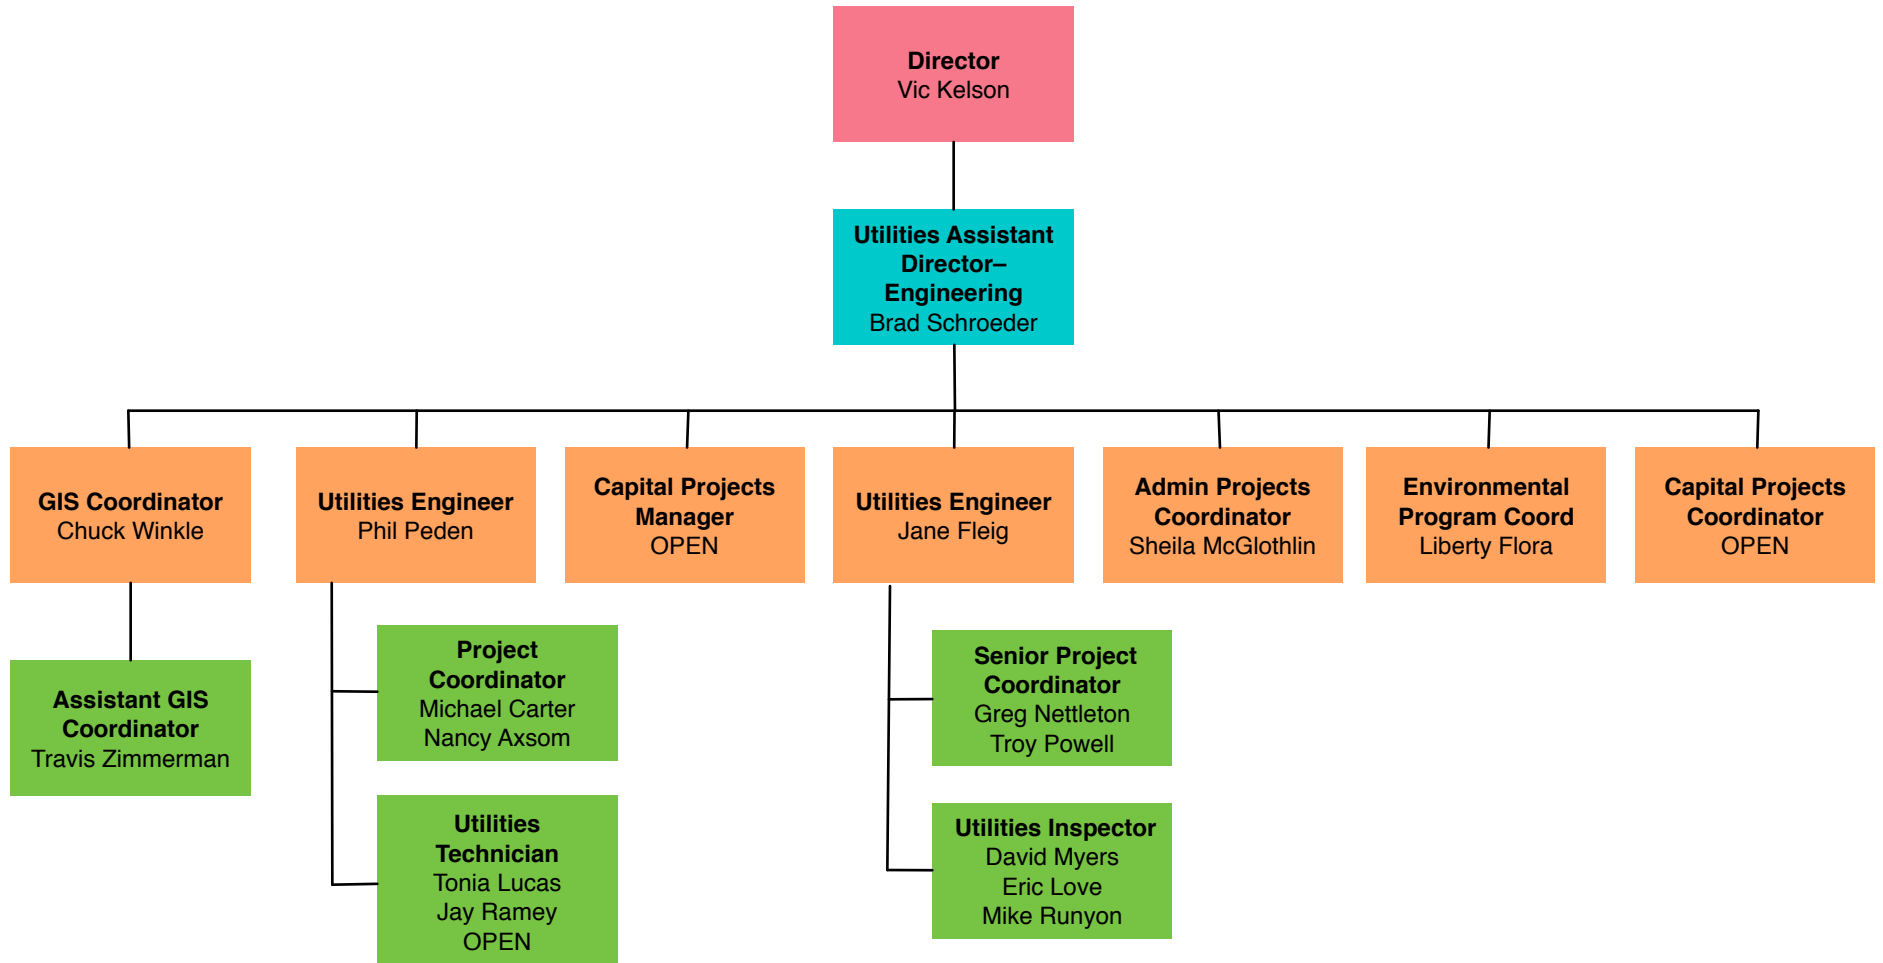 Director
Vic Kelson
Utilities Assistant
Director–
Engineering
Brad Schroeder
GIS Coordinator
Chuck Winkle
Utilities Engineer
Phil Peden
Capital Projects
Manager
OPEN
Utilities Engineer
Jane Fleig
Admin Projects
Coordinator
Sheila McGlothlin
Environmental
Program Coord
Liberty Flora
Capital Projects
Coordinator
OPEN
Assistant GIS
Coordinator
Travis Zimmerman
Project
Coordinator
Michael Carter
Nancy Axsom
Utilities
Technician
Tonia Lucas
Jay Ramey
OPEN
Senior Project
Coordinator
Greg Nettleton
Troy Powell
Utilities Inspector
David Myers
Eric Love
Mike Runyon